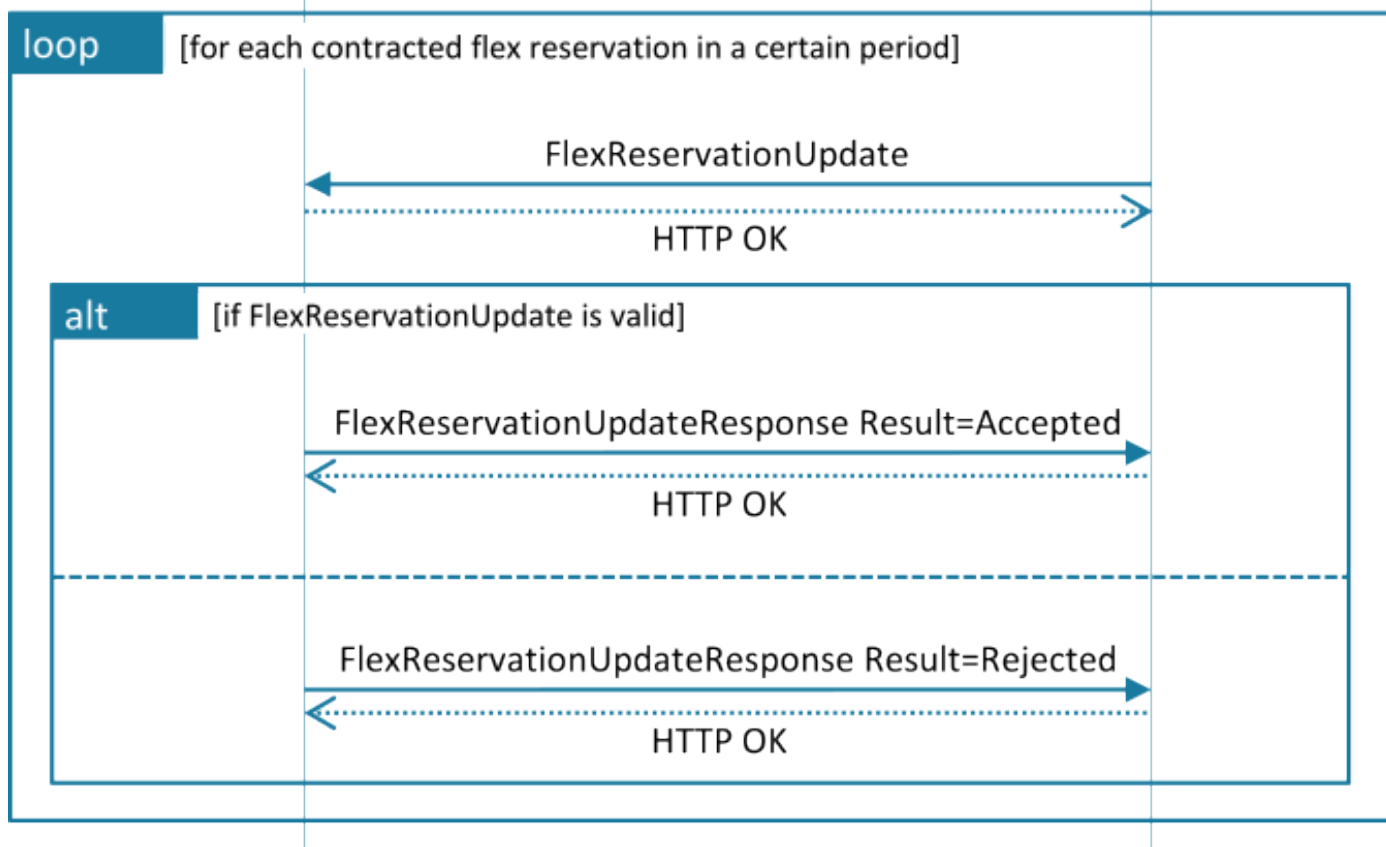 loop [for each contracted flex reservation in a certain period]
FlexReservationUpdate
HTTP OK
alt [if FlexReservationUpdate is valid]
FlexReservationUpdateResponse Result=Accepted
HTTP OK
FlexReservationUpdateResponse Result=Rejected
HTTP OK